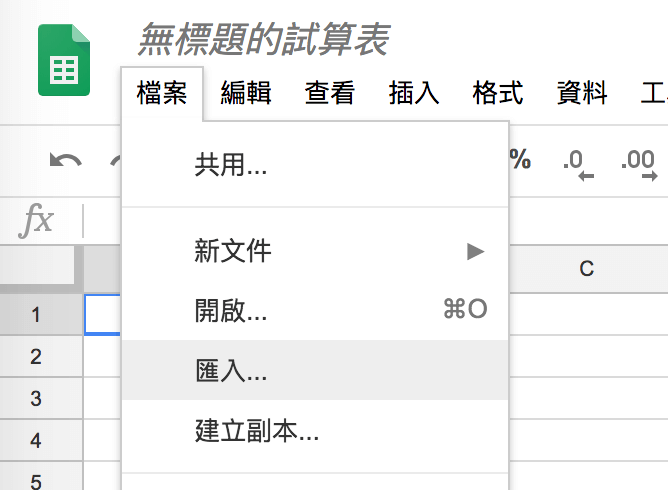 無標題的試算表
檔案 編輯 查看 插入 格式 資料
共用... % .0 .00
fx
新文件
C
1 開啟... ⌘O
2 匯入...
3
4 建立副本...
5